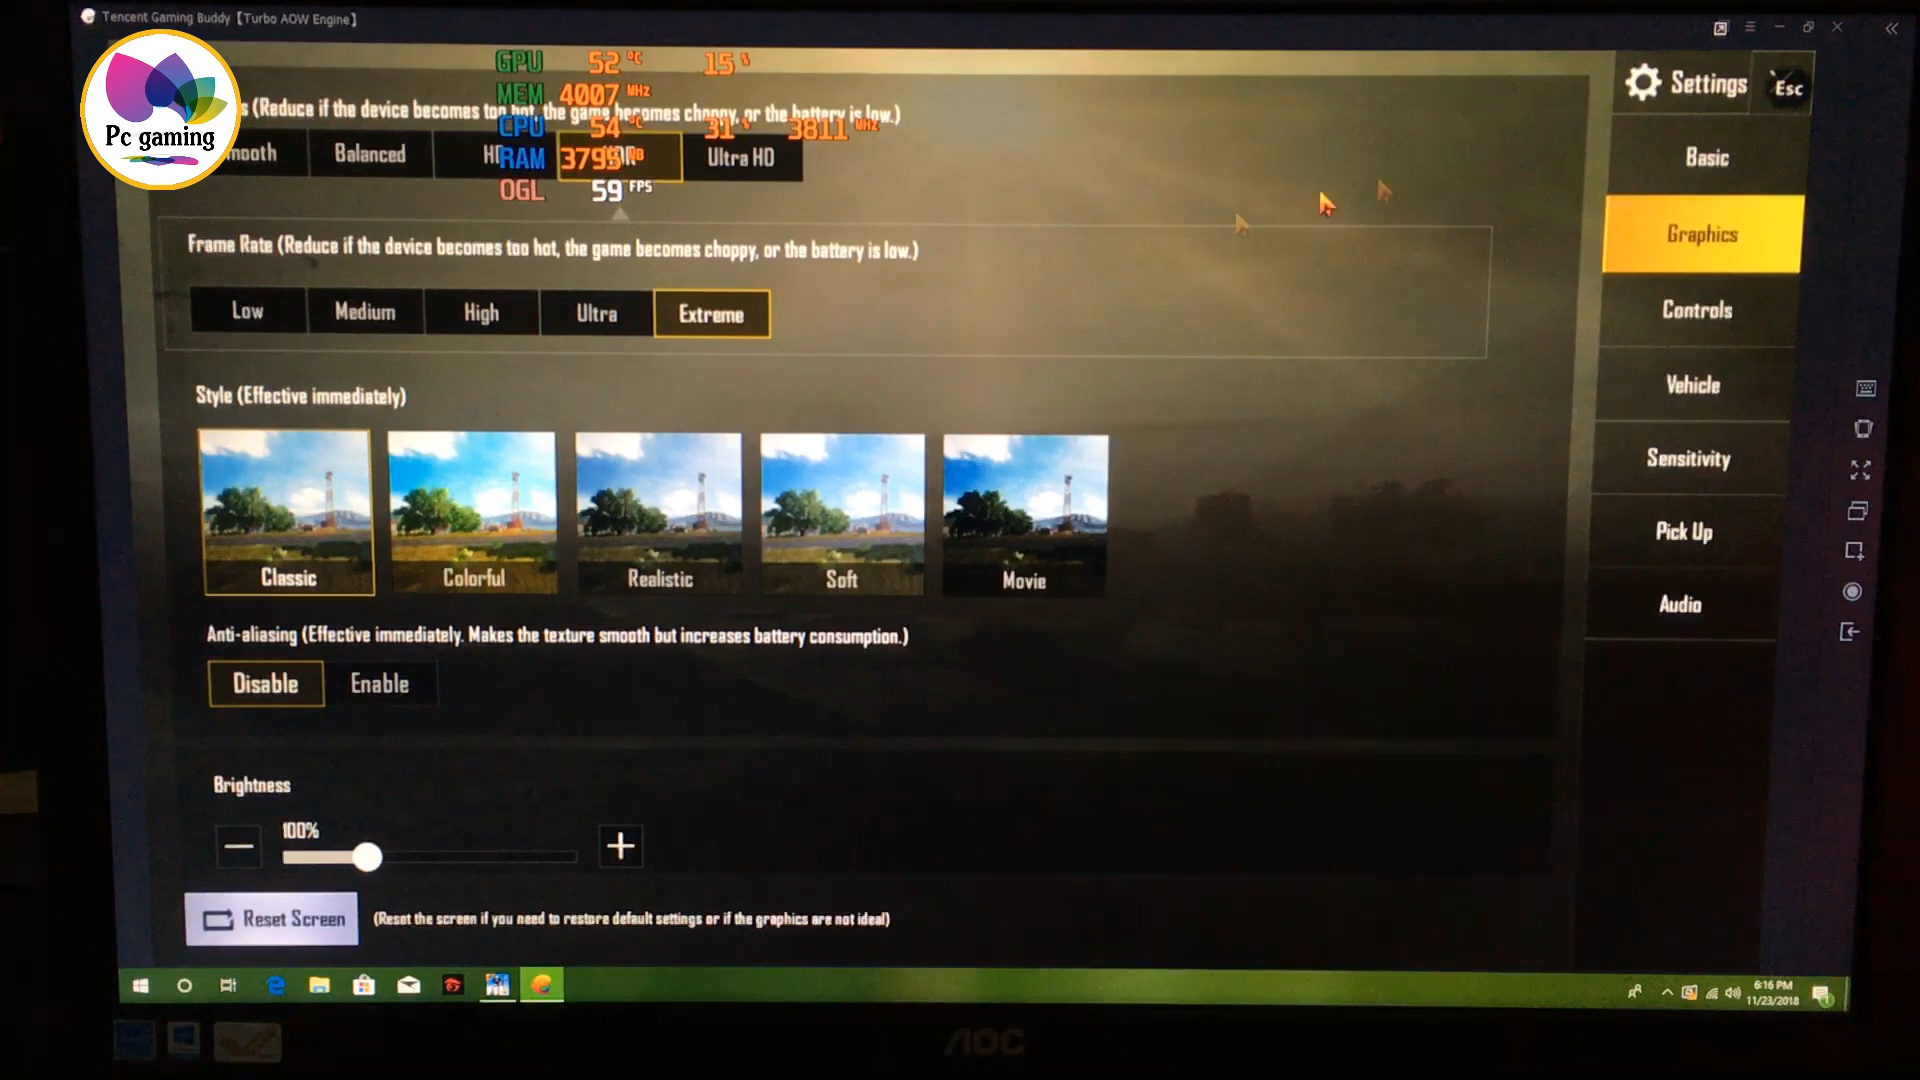 Tencent Gaming Buddy【Turbo AOW Engine】
GPU 52 °C 15 %
MEM 4007 MHz
s (Reduce if the device becomes too hot, the game becomes choppy, or the battery is low.)
CPU 54 °C 31 % 3811 MHz
mooth Balanced HD HDR Ultra HD
RAM 3795 MB
OGL 59 FPS
Pc gaming
Frame Rate (Reduce if the device becomes too hot, the game becomes choppy, or the battery is low.)
Low Medium High Ultra Extreme
Style (Effective immediately)
Classic Colorful Realistic Soft Movie
Anti-aliasing (Effective immediately. Makes the texture smooth but increases battery consumption.)
Disable Enable
Brightness
100%
Reset Screen (Reset the screen if you need to restore default settings or if the graphics are not ideal)
Settings Esc
Basic
Graphics
Controls
Vehicle
Sensitivity
Pick Up
Audio
6:16 PM
11/23/2018
1
AOC